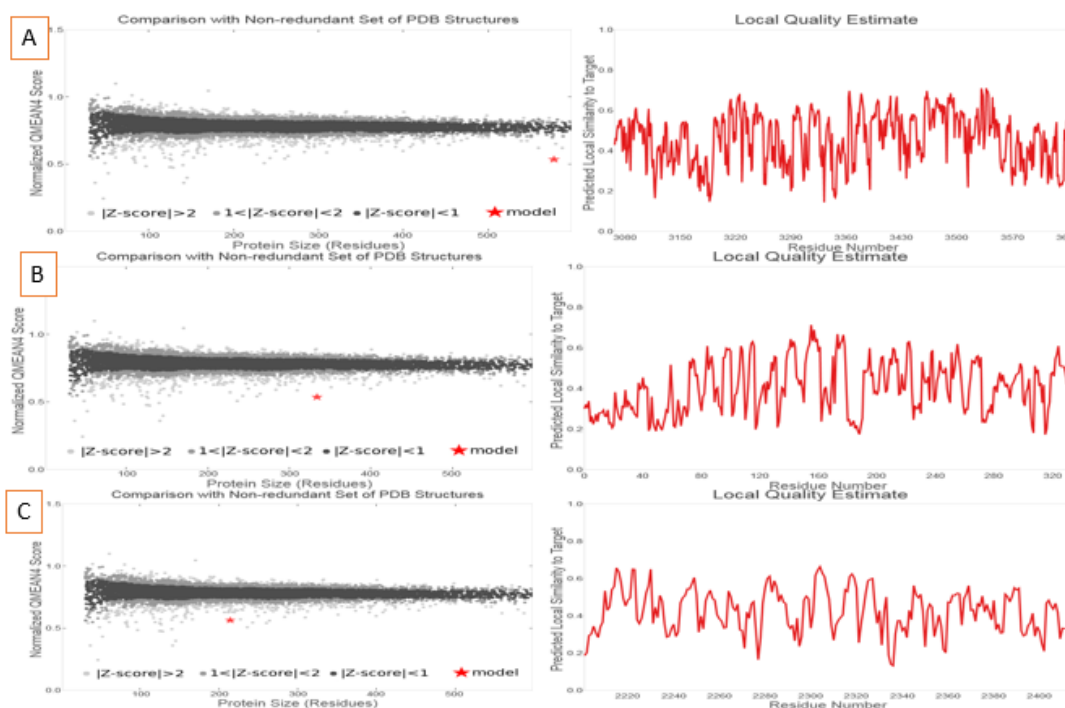 A
Comparison with Non-redundant Set of PDB Structures
Normalized QMEAN4 Score
1.5
1.0
0.5
0.0
|Z-score|>2 1<|Z-score|<2 |Z-score|<1 model
100 200 300 400 500
Protein Size (Residues)
Local Quality Estimate
Predicted Local Similarity to Target
1.0
0.8
0.6
0.4
0.2
0.0
3080 3150 3220 3290 3360 3430 3500 3570
Residue Number
B
Comparison with Non-redundant Set of PDB Structures
Normalized QMEAN4 Score
1.0
0.5
0.0
|Z-score|>2 1<|Z-score|<2 |Z-score|<1 model
100 200 300 400 500
Protein Size (Residues)
Local Quality Estimate
Predicted Local Similarity to Target
1.0
0.8
0.6
0.4
0.2
0.0
0 40 80 120 160 200 240 280 320
Residue Number
C
Comparison with Non-redundant Set of PDB Structures
Normalized QMEAN4 Score
1.5
1.0
0.5
0.0
|Z-score|>2 1<|Z-score|<2 |Z-score|<1 model
100 200 300 400 500
Protein Size (Residues)
Local Quality Estimate
Predicted Local Similarity to Target
1.0
0.8
0.6
0.4
0.2
0.0
2220 2240 2260 2280 2300 2320 2340 2360 2380 2400
Residue Number